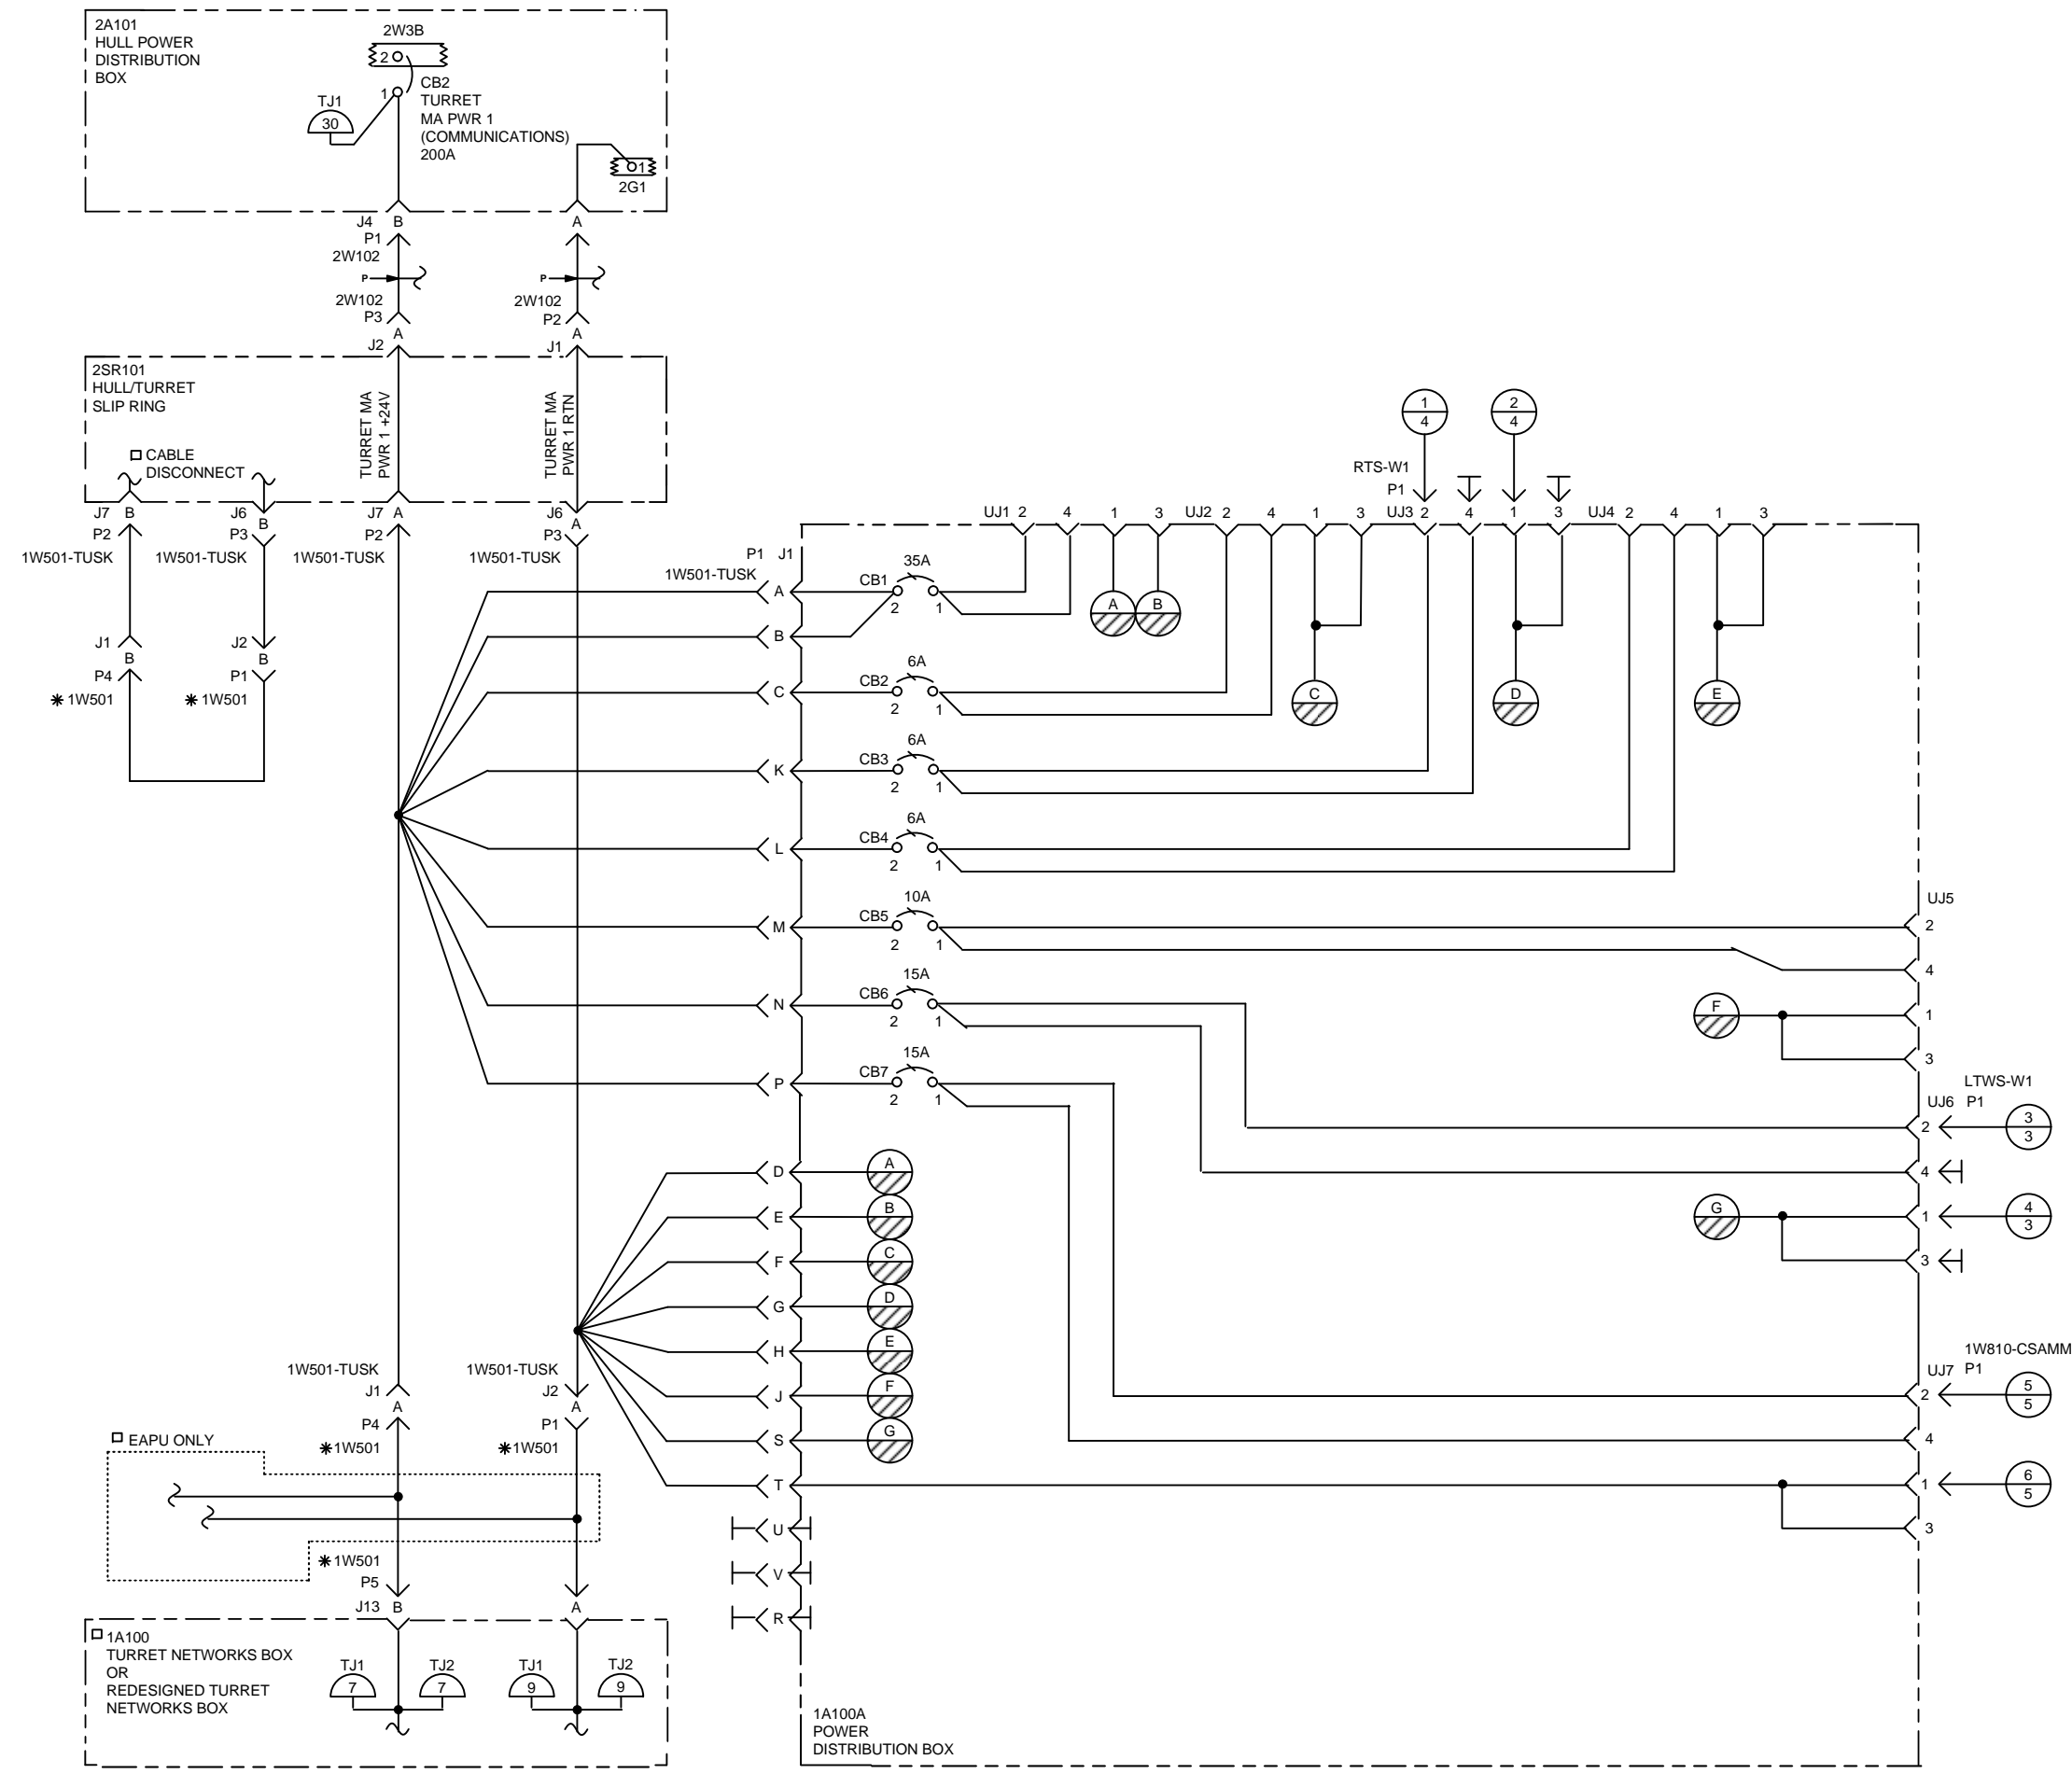 2A101
HULL POWER
DISTRIBUTION
BOX
2W3B
2
1
CB2
TURRET
MA PWR 1
(COMMUNICATIONS)
200A
TJ1
30
1
2G1
J4 B A
P1
2W102
P P
2W102 2W102
P3 P2
A A
J2 J1
2SR101
HULL/TURRET
SLIP RING
TURRET MA
PWR 1 +24V
TURRET MA
PWR 1 RTN
CABLE
DISCONNECT
J7 B J6 B J7 A J6 A
P2 P3 P2 P3
1W501-TUSK 1W501-TUSK 1W501-TUSK 1W501-TUSK
J1 J2
B B
P4 P1
1W501 1W501
1 2
4 4
RTS-W1
P1
UJ1 2 4 1 3 UJ2 2 4 1 3 UJ3 2 4 1 3 UJ4 2 4 1 3
P1 J1
1W501-TUSK
A CB1 35A 2 1
B
A B
C CB2 6A 2 1
C D E
K CB3 6A 2 1
L CB4 6A 2 1
M CB5 10A 2 1
UJ5
2
4
N CB6 15A 2 1
F 1
3
P CB7 15A 2 1
LTWS-W1
UJ6 P1
2 3
3
D A
4
E B
G 1 4
3
F C
3
G D
H E
1W810-CSAMM
UJ7 P1
J F
2 5
5
S G
4
T
1 6
5
U
3
V
R
1W501-TUSK 1W501-TUSK
J1 J2
A A
P4 P1
1W501 1W501
EAPU ONLY
1W501
P5
J13 B A
1A100
TURRET NETWORKS BOX
OR
REDESIGNED TURRET
NETWORKS BOX
TJ1 TJ2 TJ1 TJ2
7 7 9 9
1A100A
POWER
DISTRIBUTION BOX